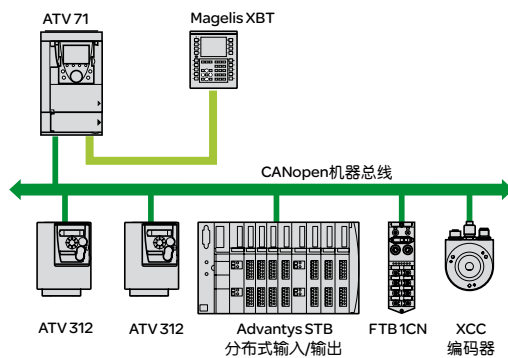 ATV 71
Magelis XBT
CANopen机器总线
ATV 312
ATV 312
Advantys STB
分布式输入/输出
FTB 1CN
XCC
编码器